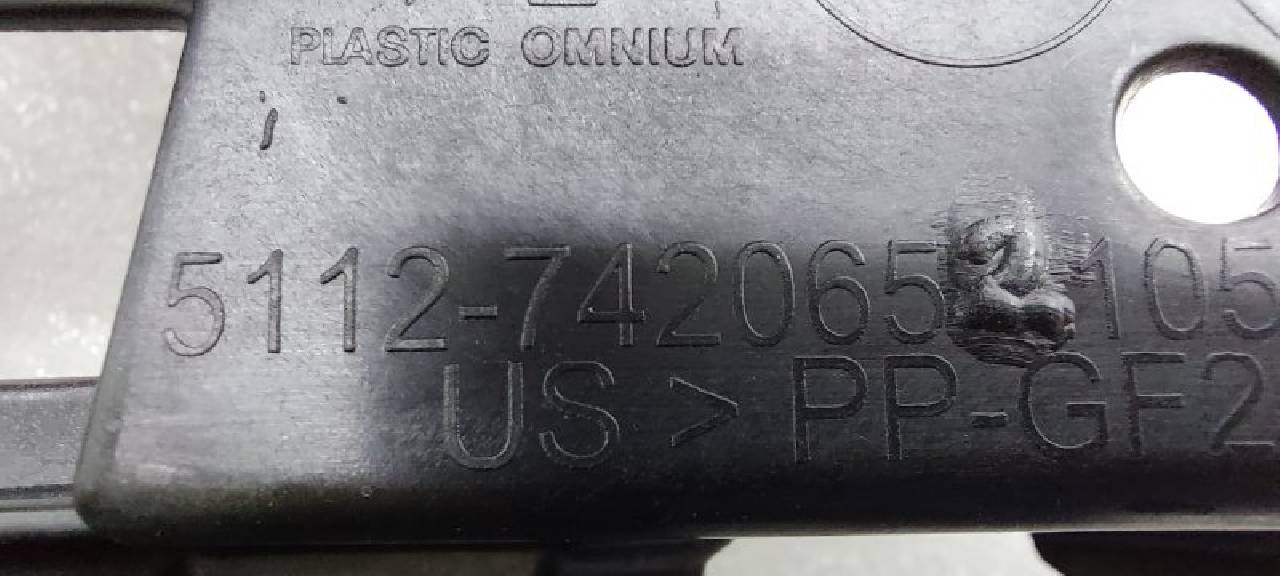 PLASTIC OMNIUM
5112-742065 105
US >PP-GF2